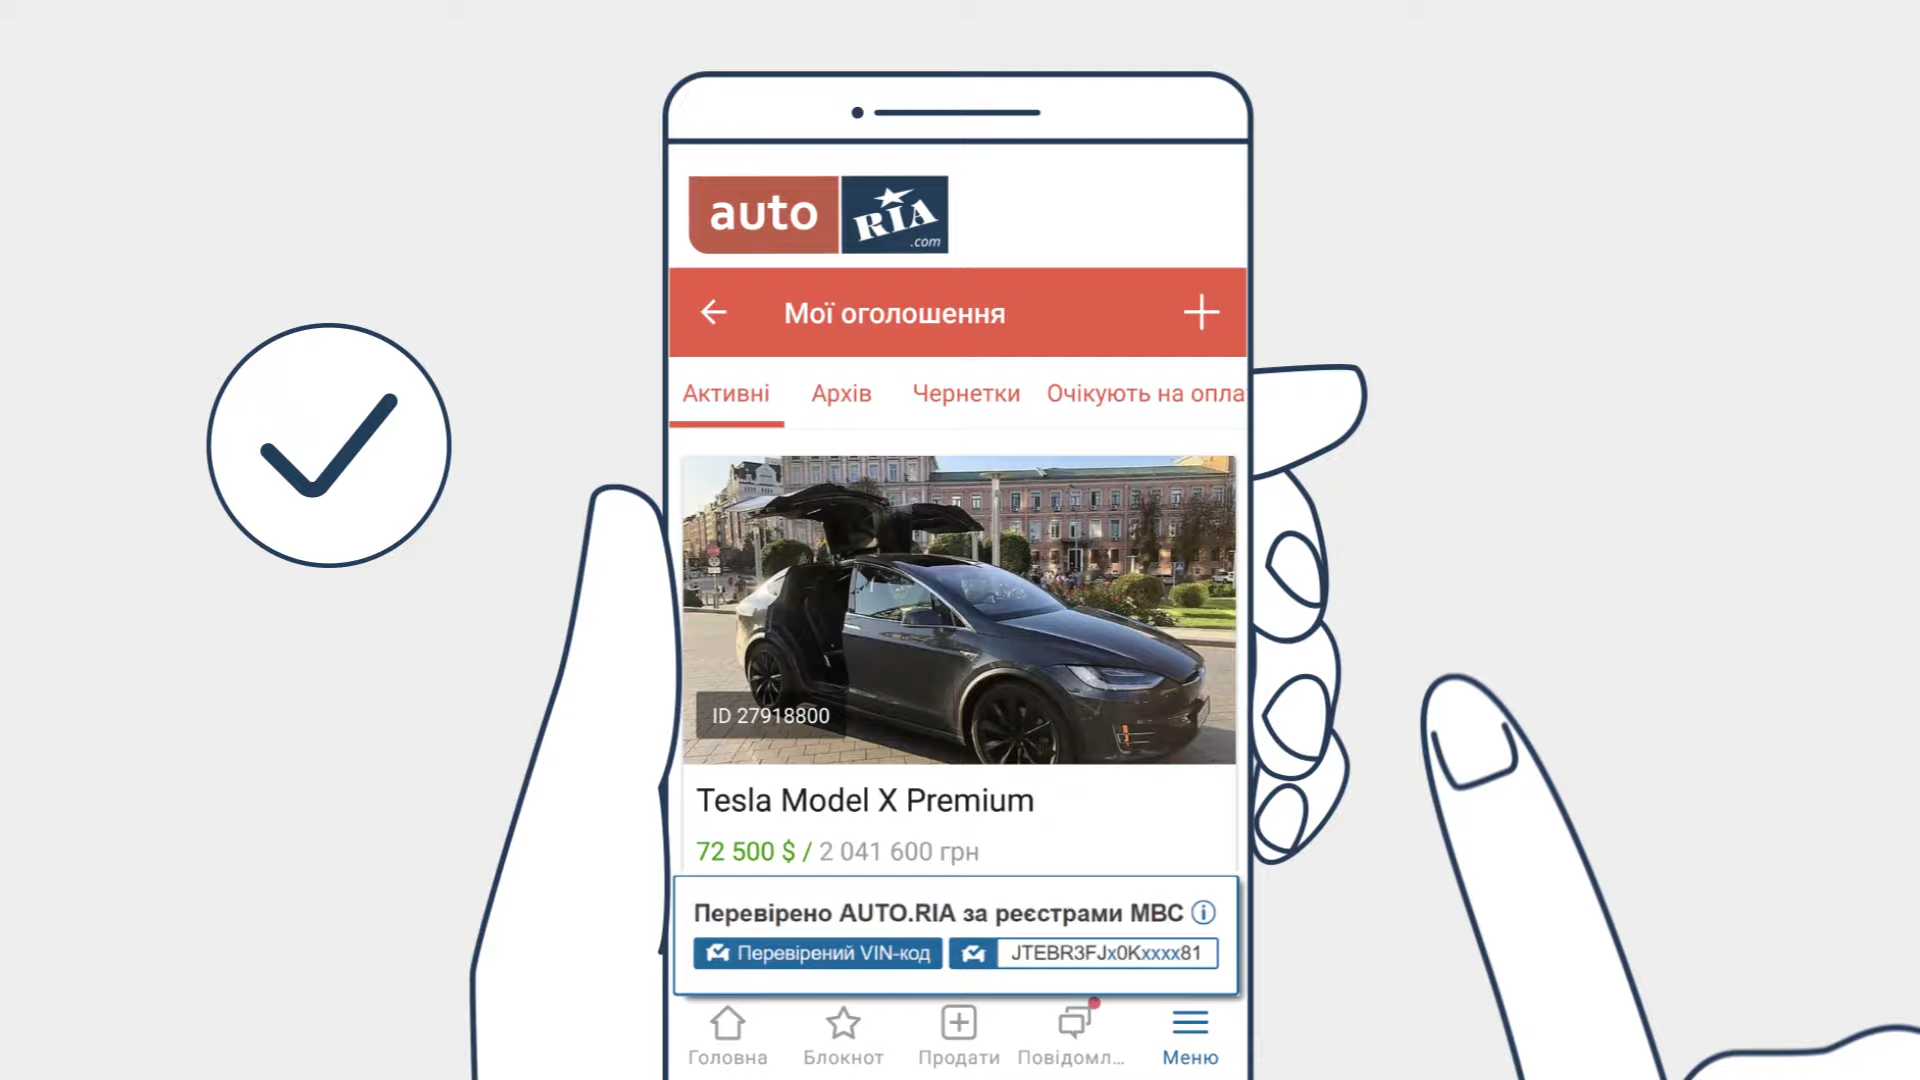 auto RIA .com
Мої оголошення
Активні Архів Чернетки Очікують на опла
ID 27918800
Tesla Model X Premium
72 500 $ / 2 041 600 грн
Перевірено AUTO.RIA за реєстрами МВС
Перевірений VIN-код JTEBR3FJx0Kxxxx81
Головна Блокнот Продати Повідомл... Меню